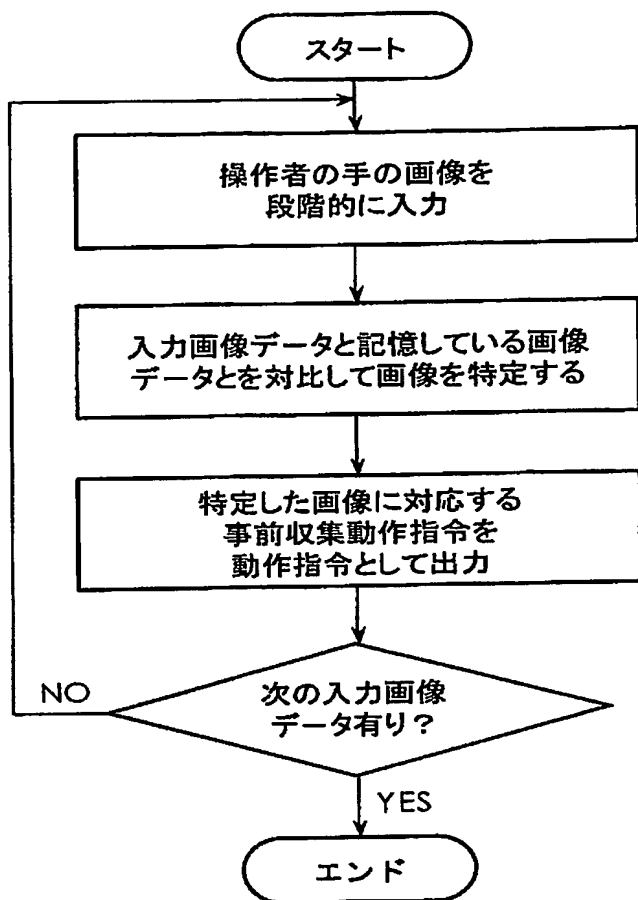 スタート
操作者の手の画像を
段階的に入力
入力画像データと記憶している画像
データとを対比して画像を特定する
特定した画像に対応する
事前収集動作指令を
動作指令として出力
次の入力画像
データ有り?
NO
YES
エンド